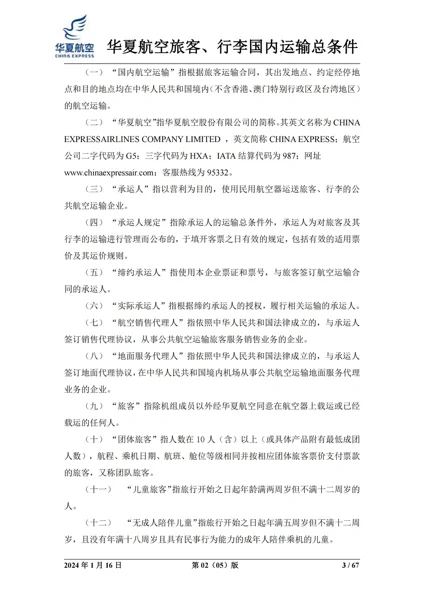 华夏航空
CHINA EXPRESS
华夏航空旅客、行李国内运输总条件
（一） “国内航空运输”指根据旅客运输合同，其出发地点、约定经停地
点和目的地点均在中华人民共和国境内（不含香港、澳门特别行政区及台湾地区）
的航空运输。
（二） “华夏航空”指华夏航空股份有限公司的简称。其英文名称为 CHINA
EXPRESSAIRLINES COMPANY LIMITED ，英文简称 CHINA EXPRESS；航空
公司二字代码为 G5；三字代码为 HXA；IATA 结算代码为 987；网址
www.chinaexpressair.com；客服热线为 95332。
（三） “承运人”指以营利为目的，使用民用航空器运送旅客、行李的公
共航空运输企业。
（四） “承运人规定”指除承运人的运输总条件外，承运人为对旅客及其
行李的运输进行管理而公布的，于填开客票之日有效的规定，包括有效的适用票
价及其运价规则。
（五） “缔约承运人”指使用本企业票证和票号，与旅客签订航空运输合
同的承运人。
（六） “实际承运人”指根据缔约承运人的授权，履行相关运输的承运人。
（七） “航空销售代理人”指依照中华人民共和国法律成立的，与承运人
签订销售代理协议，从事公共航空运输旅客服务销售业务的企业。
（八） “地面服务代理人”指依照中华人民共和国法律成立的，与承运人
签订地面代理协议，在中华人民共和国境内机场从事公共航空运输地面服务代理
业务的企业。
（九） “旅客”指除机组成员以外经华夏航空同意在航空器上载运或已经
载运的任何人。
（十） “团体旅客”指人数在 10 人（含）以上（或具体产品附有最低成团
人数），航程、乘机日期、航班、舱位等级相同并按相应团体旅客票价支付票款
的旅客，又称团队旅客。
（十一） “儿童旅客”指旅行开始之日起年龄满两周岁但不满十二周岁的
人。
（十二） “无成人陪伴儿童”指旅行开始之日起年满五周岁但不满十二周
岁，且没有年满十八周岁且具有民事行为能力的成年人陪伴乘机的儿童。
2024 年 1 月 16 日 第 02（05）版 3 / 67